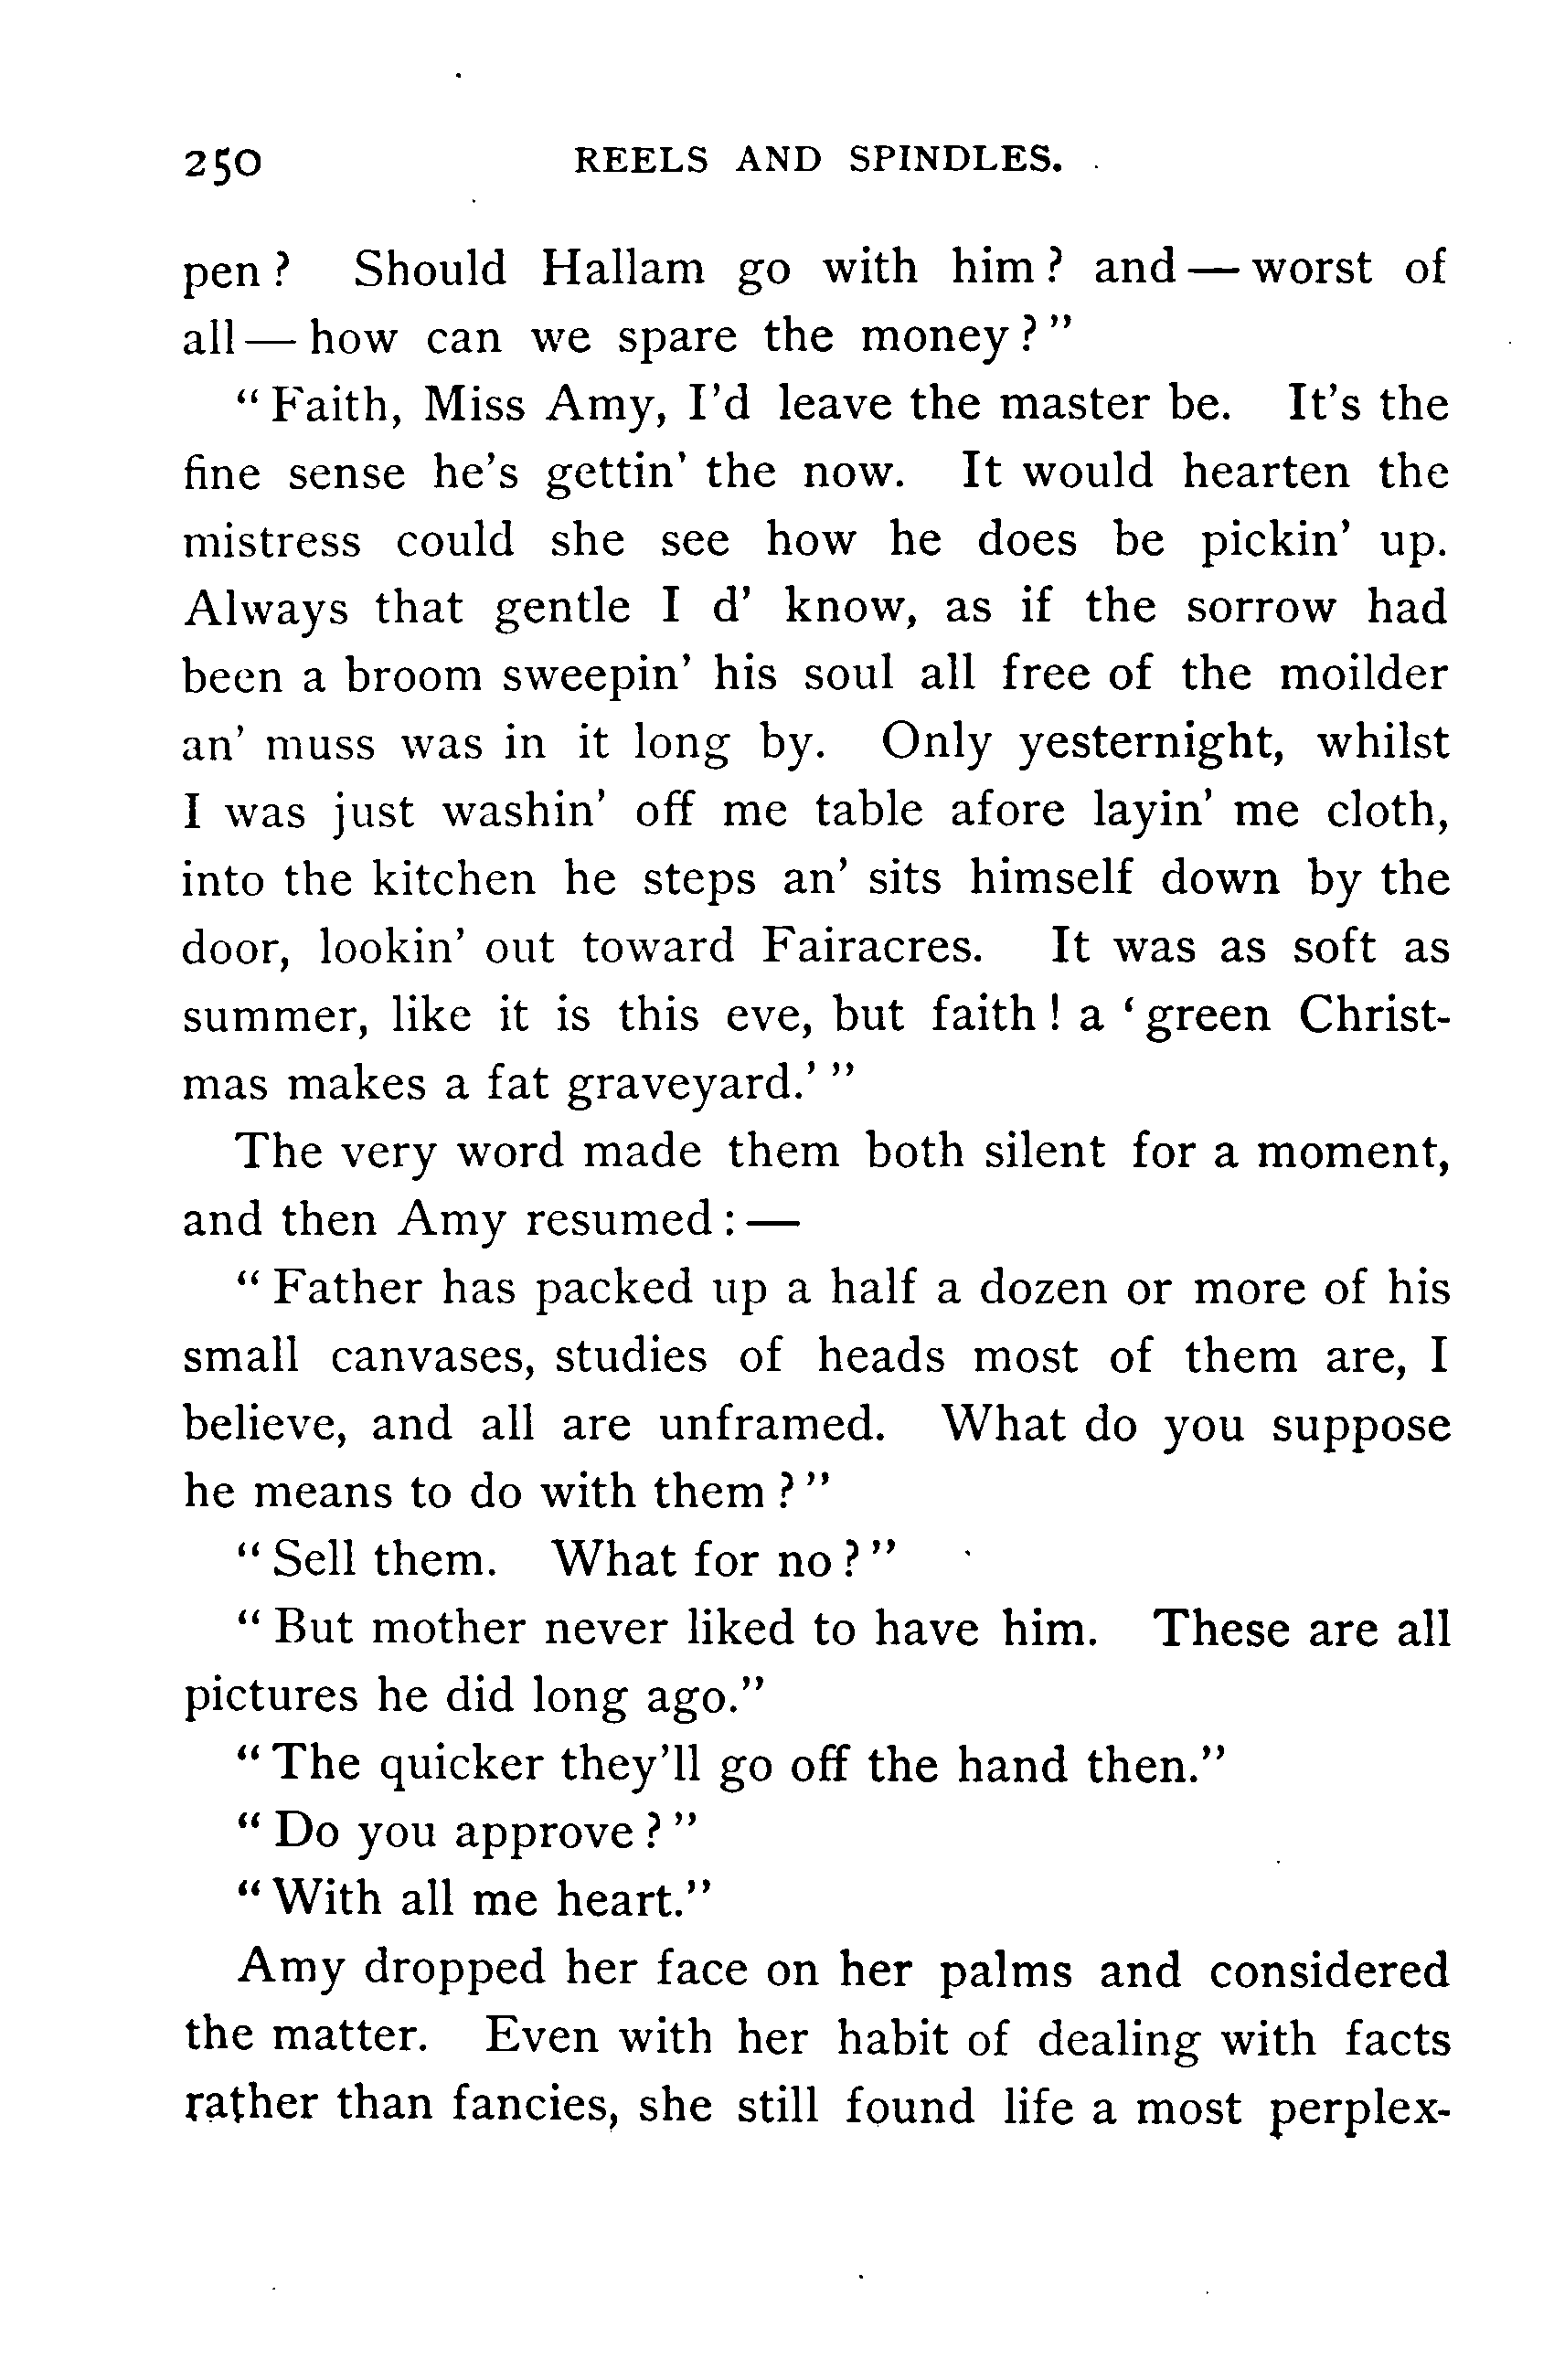 250 REELS AND SPINDLES.
pen? Should Hallam go with him? and—worst of
all—how can we spare the money?”
“Faith, Miss Amy, I’d leave the master be. It’s the
fine sense he’s gettin’ the now. It would hearten the
mistress could she see how he does be pickin’ up.
Always that gentle I d’ know, as if the sorrow had
been a broom sweepin’ his soul all free of the moilder
an’ muss was in it long by. Only yesternight, whilst
I was just washin’ off me table afore layin’ me cloth,
into the kitchen he steps an’ sits himself down by the
door, lookin’ out toward Fairacres. It was as soft as
summer, like it is this eve, but faith! a ‘green Christ-
mas makes a fat graveyard.’”
The very word made them both silent for a moment,
and then Amy resumed:—
“Father has packed up a half a dozen or more of his
small canvases, studies of heads most of them are, I
believe, and all are unframed. What do you suppose
he means to do with them?”
“Sell them. What for no?”
“But mother never liked to have him. These are all
pictures he did long ago.”
“The quicker they’ll go off the hand then.”
“Do you approve?”
“With all me heart.”
Amy dropped her face on her palms and considered
the matter. Even with her habit of dealing with facts
rather than fancies, she still found life a most perplex-